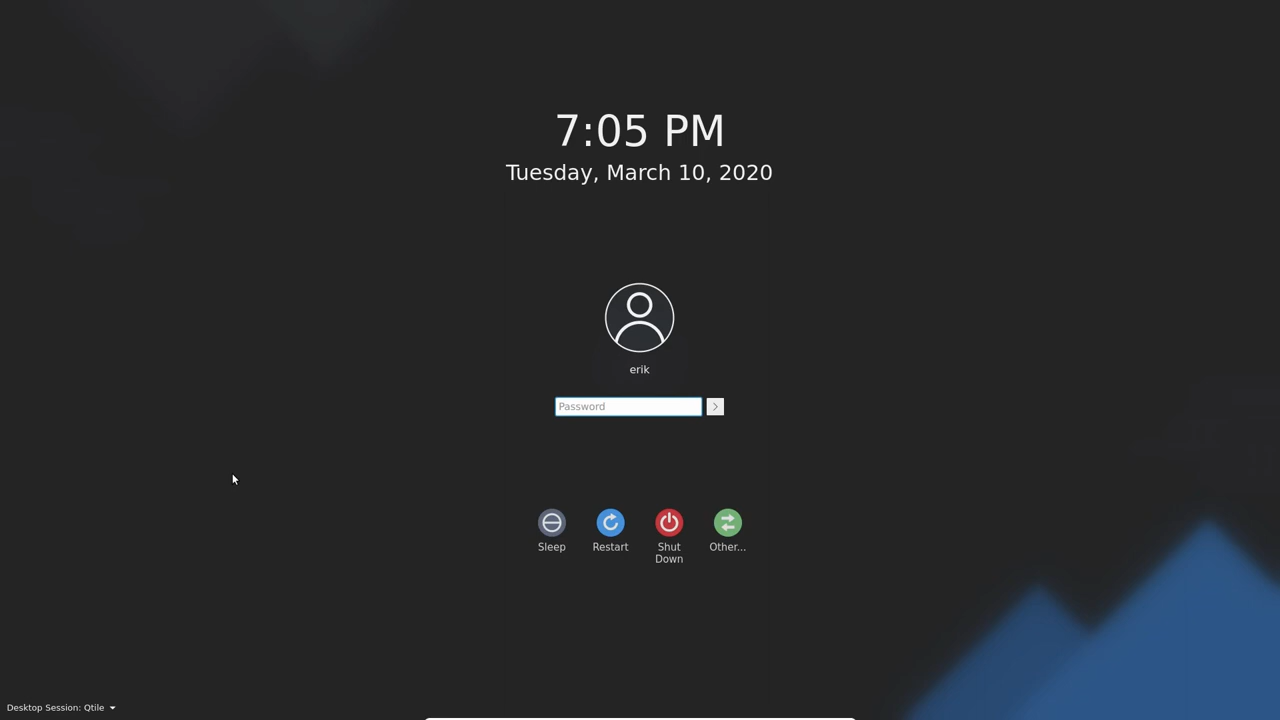 7:05 PM
Tuesday, March 10, 2020
erik
Password
Sleep
Restart
Shut
Down
Other...
Desktop Session: Qtile